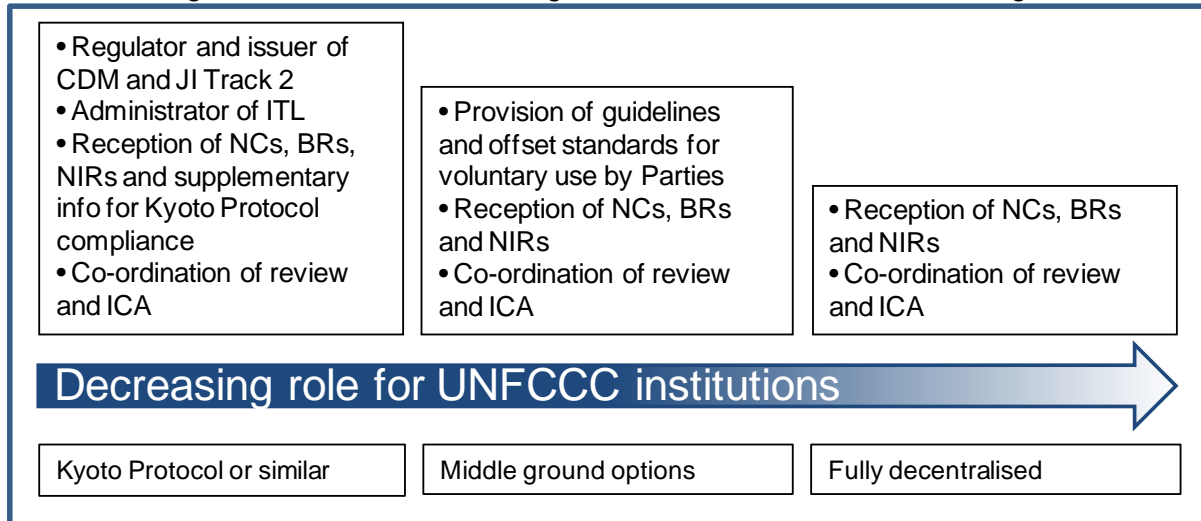 • Regulator and issuer of
CDM and JI Track 2
• Administrator of ITL
• Reception of NCs, BRs,
NIRs and supplementary
info for Kyoto Protocol
compliance
• Co-ordination of review
and ICA
• Provision of guidelines
and offset standards for
voluntary use by Parties
• Reception of NCs, BRs
and NIRs
• Co-ordination of review
and ICA
• Reception of NCs, BRs
and NIRs
• Co-ordination of review
and ICA
Decreasing role for UNFCCC institutions
Kyoto Protocol or similar
Middle ground options
Fully decentralised